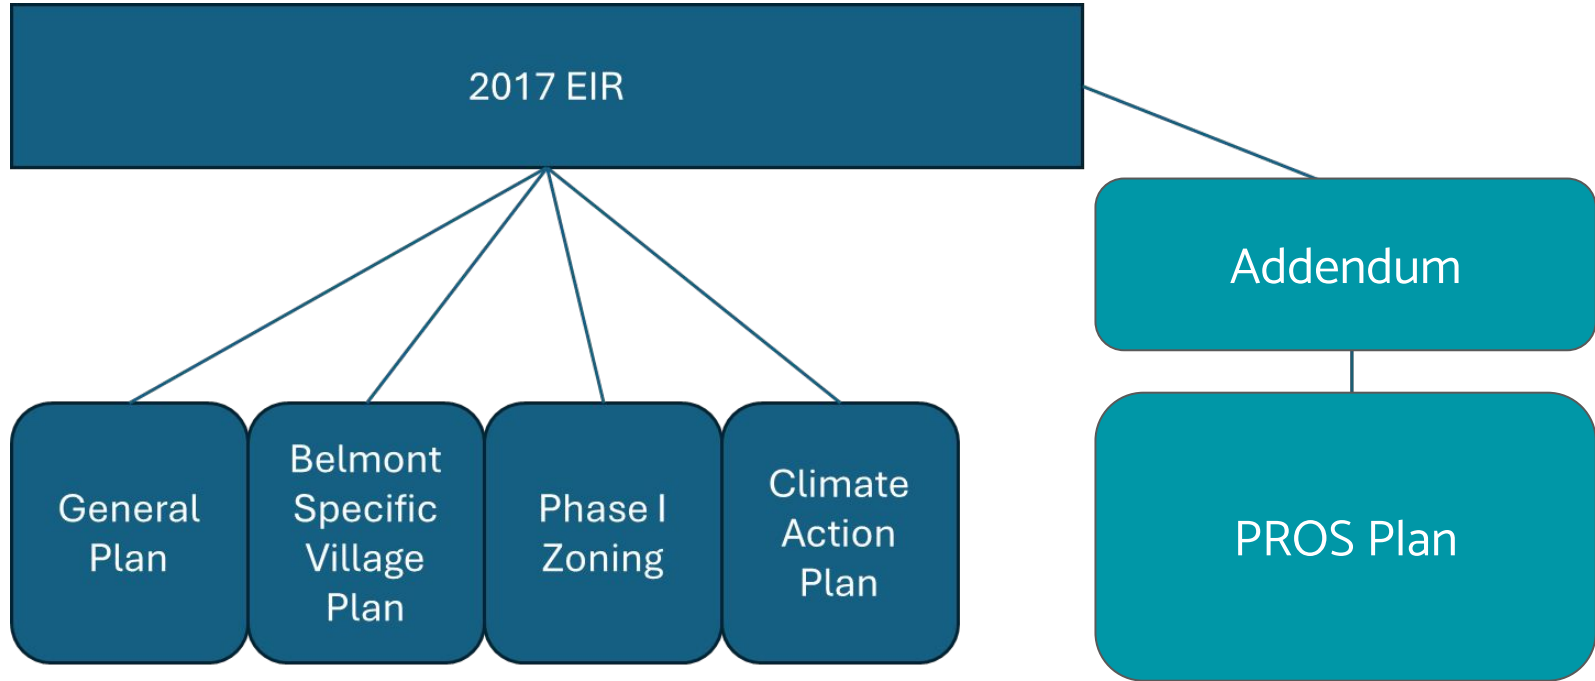 2017 EIR
Addendum
General
Plan
Belmont
Specific
Village
Plan
Phase I
Zoning
Climate
Action
Plan
PROS Plan